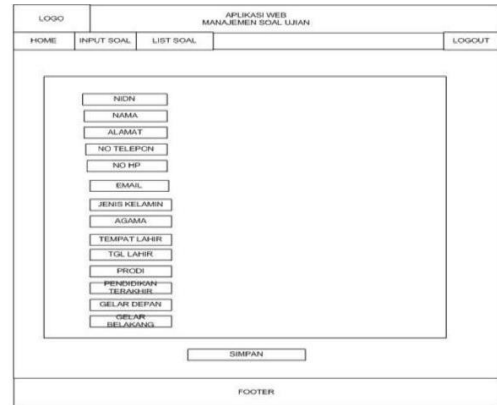 LOGO
APLIKASI WEB
MANAJEMEN SOAL UJIAN
HOME INPUT SOAL LIST SOAL LOGOUT
NIDN
NAMA
ALAMAT
NO TELEPON
NO HP
EMAIL
JENIS KELAMIN
AGAMA
TEMPAT LAHIR
TGL LAHIR
PRODI
PENDIDIKAN
TERAKHIR
GELAR DEPAN
GELAR
BELAKANG
SIMPAN
FOOTER